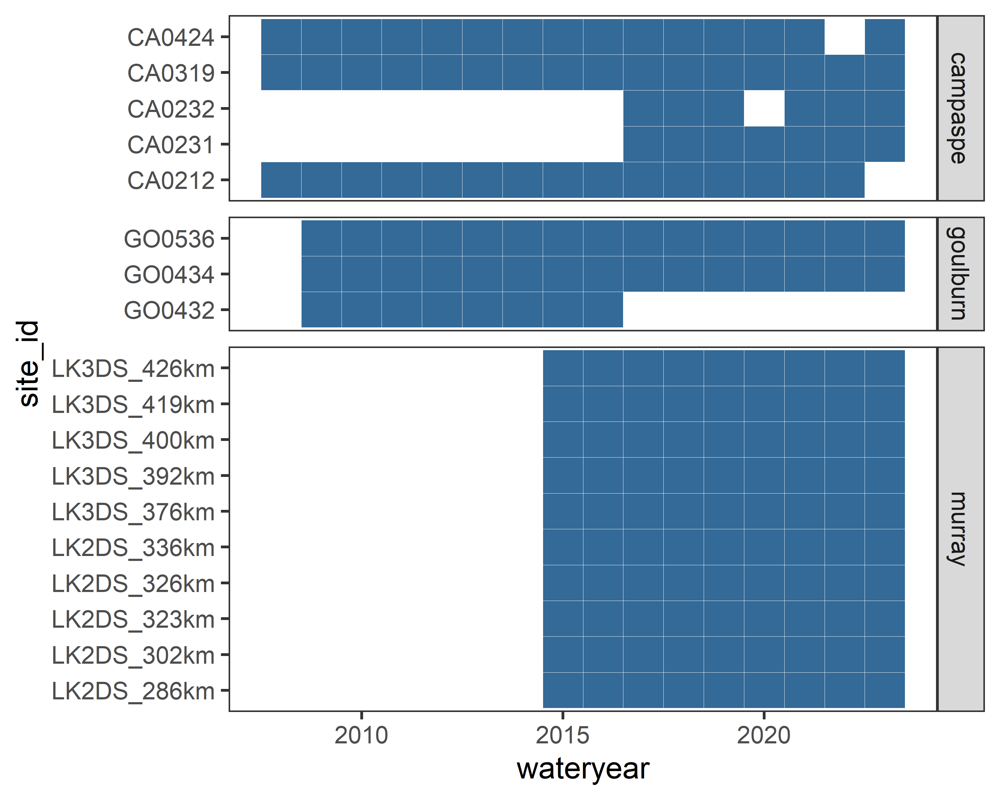 CA0424
CA0319
CA0232
CA0231
CA0212
campaspe
GO0536
GO0434
GO0432
goulburn
site_id
LK3DS_426km
LK3DS_419km
LK3DS_400km
LK3DS_392km
LK3DS_376km
LK2DS_336km
LK2DS_326km
LK2DS_323km
LK2DS_302km
LK2DS_286km
murray
2010 2015 2020
wateryear